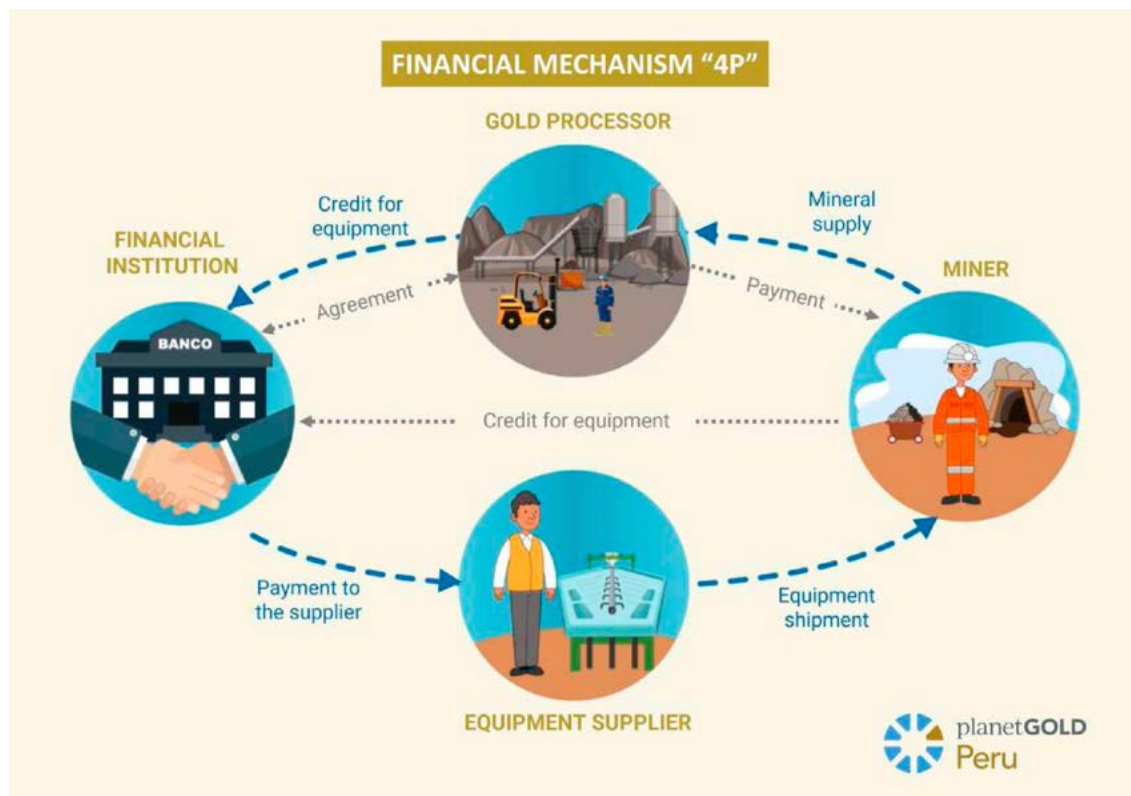 FINANCIAL MECHANISM “4P”
GOLD PROCESSOR
Credit for
equipment
Mineral
supply
FINANCIAL
INSTITUTION
MINER
Agreement
Payment
BANCO
Credit for equipment
Payment to
the supplier
Equipment
shipment
EQUIPMENT SUPPLIER
planetGOLD
Peru